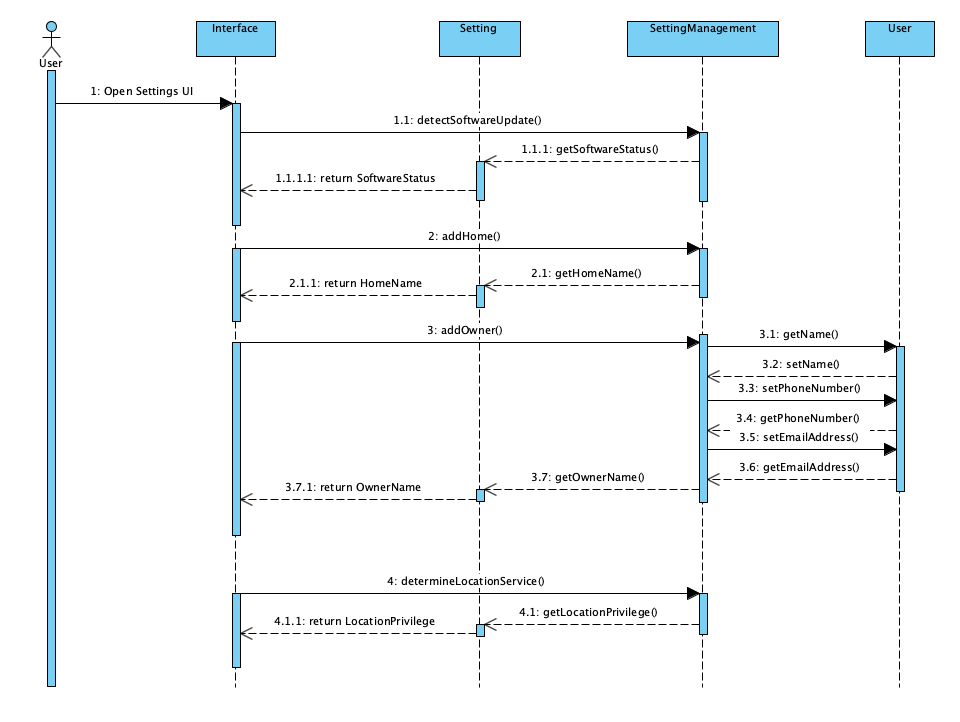 User
Interface
Setting
SettingManagement
User
1: Open Settings UI
1.1: detectSoftwareUpdate()
1.1.1: getSoftwareStatus()
1.1.1.1: return SoftwareStatus
2: addHome()
2.1: getHomeName()
2.1.1: return HomeName
3: addOwner()
3.1: getName()
3.2: setName()
3.3: setPhoneNumber()
3.4: getPhoneNumber()
3.5: setEmailAddress()
3.6: getEmailAddress()
3.7: getOwnerName()
3.7.1: return OwnerName
4: determineLocationService()
4.1: getLocationPrivilege()
4.1.1: return LocationPrivilege